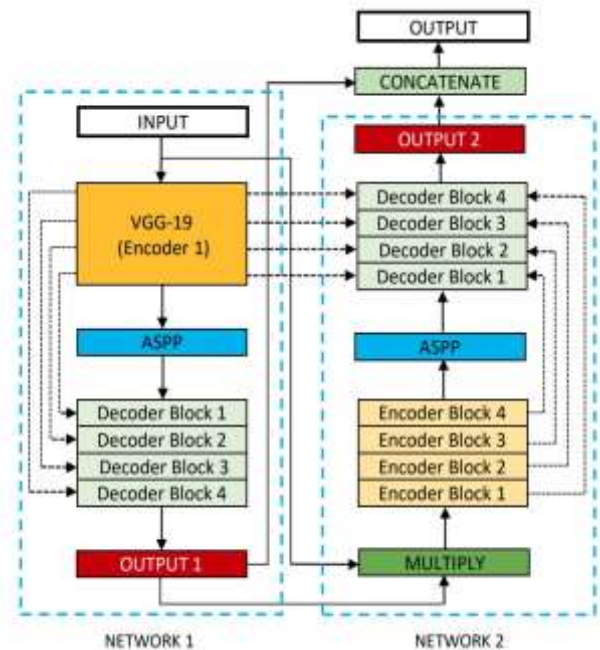 INPUT
VGG-19
(Encoder 1)
ASPP
Decoder Block 1
Decoder Block 2
Decoder Block 3
Decoder Block 4
OUTPUT 1
NETWORK 1
OUTPUT
CONCATENATE
OUTPUT 2
Decoder Block 4
Decoder Block 3
Decoder Block 2
Decoder Block 1
ASPP
Encoder Block 4
Encoder Block 3
Encoder Block 2
Encoder Block 1
MULTIPLY
NETWORK 2